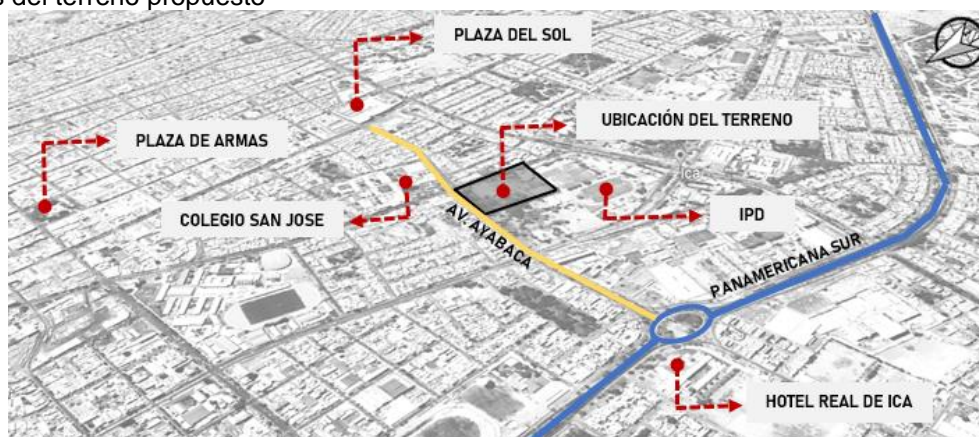 s del terreno propuesto
PLAZA DEL SOL
UBICACIÓN DEL TERRENO
PLAZA DE ARMAS
Ica
COLEGIO SAN JOSE
IPD
AV. AYABACA
PANAMERICANA SUR
HOTEL REAL DE ICA